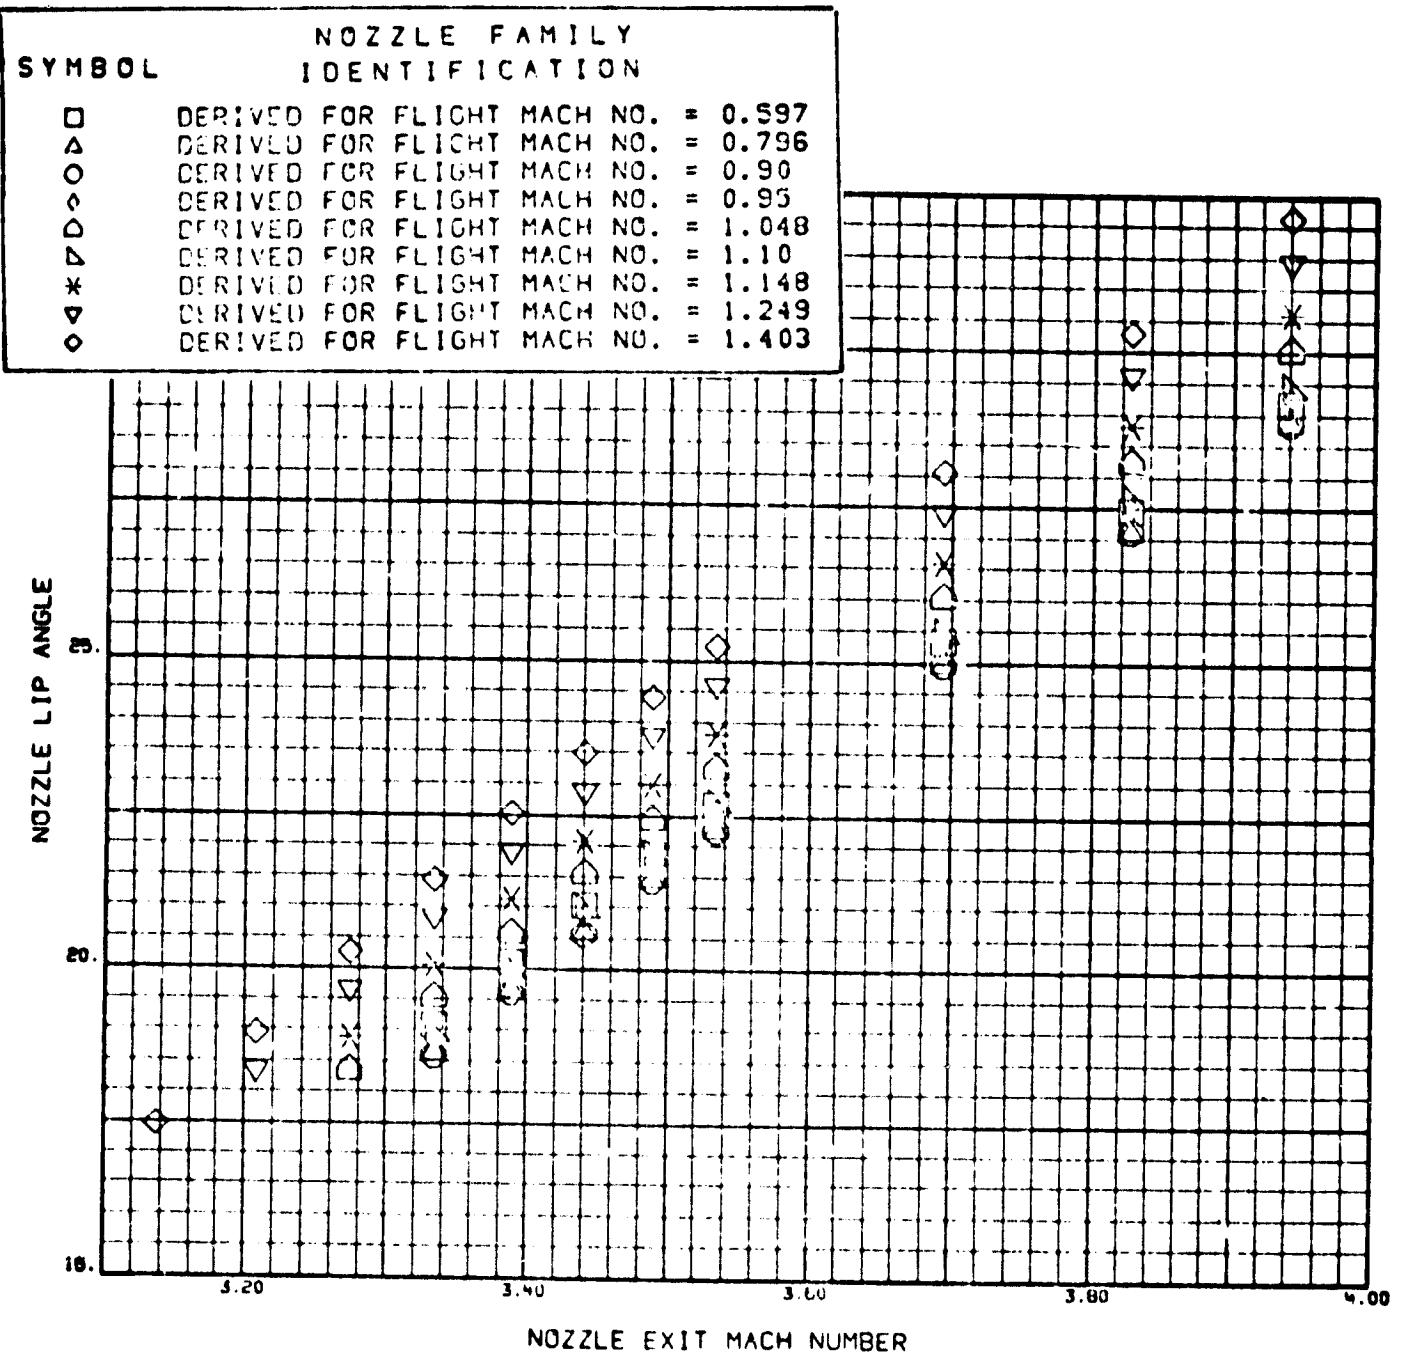 NOZZLE FAMILY
SYMBOL IDENTIFICATION
DERIVED FOR FLIGHT MACH NO. = 0.597
DERIVED FOR FLIGHT MACH NO. = 0.796
DERIVED FOR FLIGHT MACH NO. = 0.90
DERIVED FOR FLIGHT MACH NO. = 0.95
DERIVED FOR FLIGHT MACH NO. = 1.048
DERIVED FOR FLIGHT MACH NO. = 1.10
DERIVED FOR FLIGHT MACH NO. = 1.148
DERIVED FOR FLIGHT MACH NO. = 1.249
DERIVED FOR FLIGHT MACH NO. = 1.403
NOZZLE LIP ANGLE
25.
20.
15.
3.20 3.40 3.60 3.80 4.00
NOZZLE EXIT MACH NUMBER